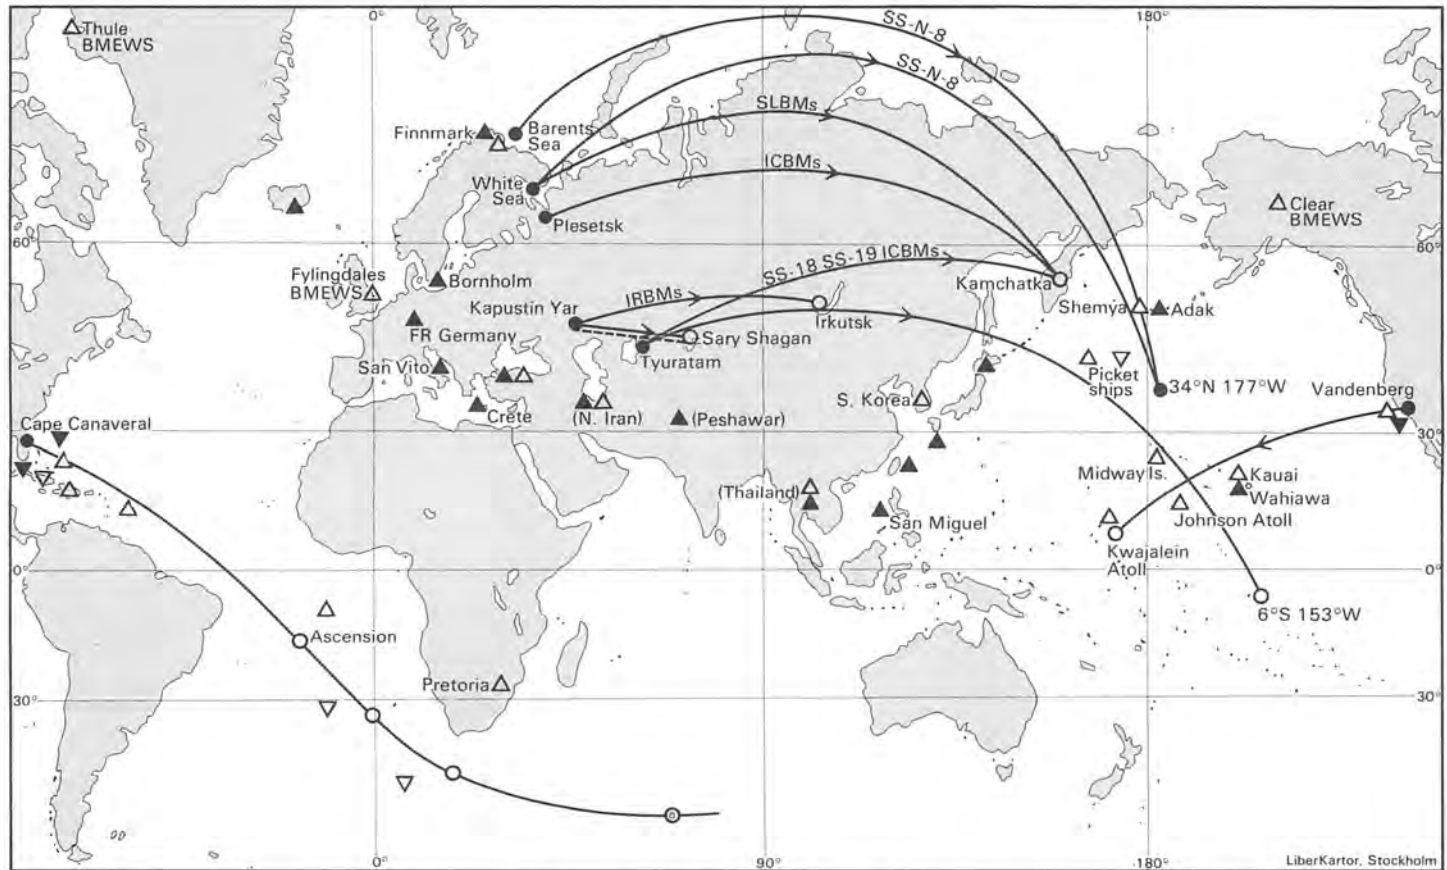 0°
180°
Thule
BMEWS
SS-N-8
SS-N-8
SLBMs
Finnmark
Barents
Sea
ICBMs
White
Sea
Plesetsk
Clear
BMEWS
60°
60°
SS-18 SS-19 ICBMs
Fylingdales
BMEWS
Bornholm
Kamchatka
Kapustin Yar
IRBMs
Shemya
Adak
Irkutsk
FR Germany
Sary Shagan
Tyuratam
San Vito
Picket
ships
34°N 177°W
Vandenberg
S. Korea
Crete
(N. Iran)
(Peshawar)
Cape Canaveral
30°
30°
Midway Is.
Kauai
Wahiawa
(Thailand)
San Miguel
Johnson Atoll
Kwajalein
Atoll
0°
0°
6°S 153°W
Ascension
Pretoria
30°
30°
0°
90°
180°
LiberKartor, Stockholm